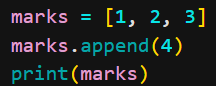 marks = [1, 2, 3]
marks.append(4)
print(marks)